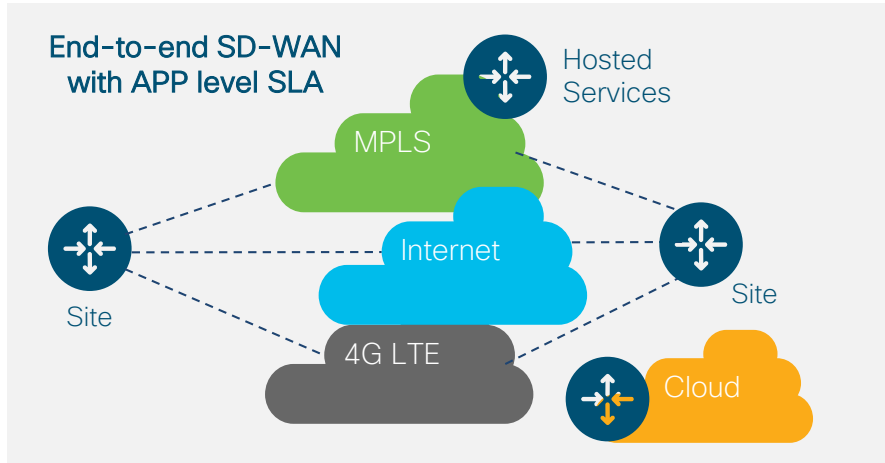 End-to-end SD-WAN
with APP level SLA
Hosted
Services
MPLS
Internet
Site
Site
4G LTE
Cloud